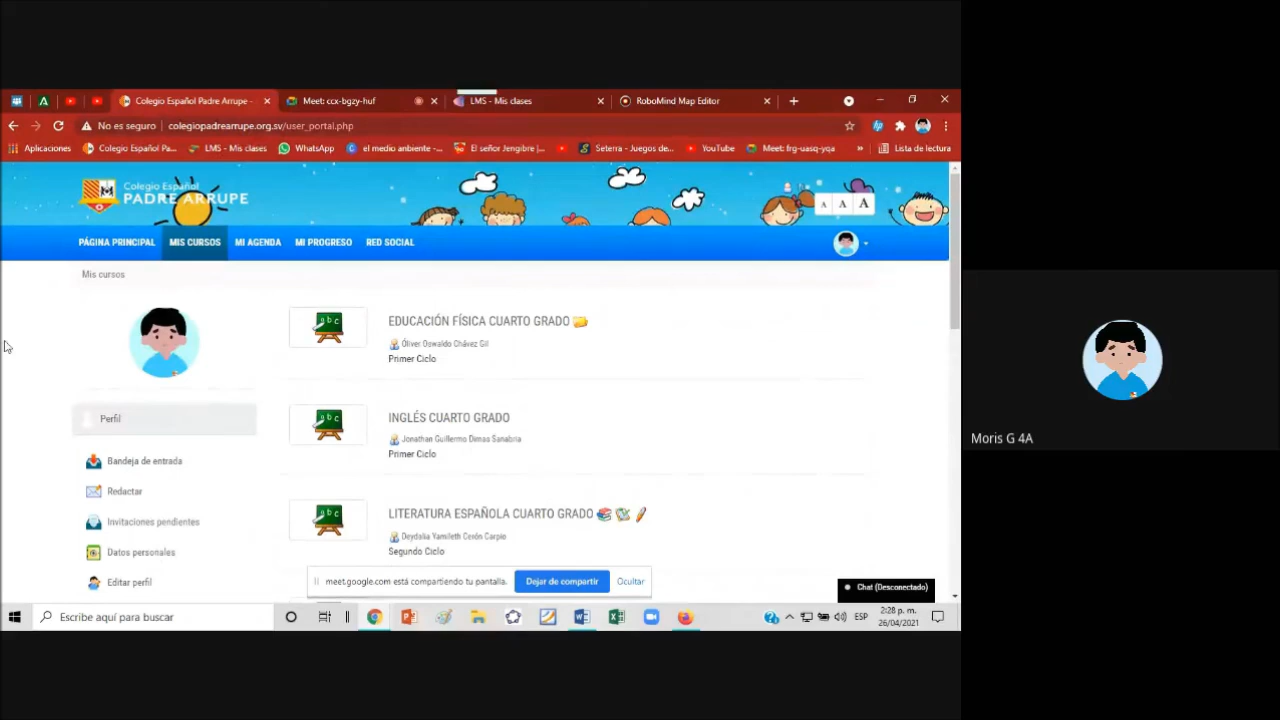 Colegio Español Padre Arrupe -
Meet: ccx-bgzy-huf
LMS - Mis clases
RoboMind Map Editor
No es seguro
colegiopadrearrupe.org.sv/user_portal.php
Aplicaciones
Colegio Español Pa...
LMS - Mis clases
WhatsApp
el medio anbiente -...
El señor Jengibre |...
Seterra - Juegos de...
YouTube
Meet: frg-uasq-yqa
»
Lista de lectura
Colegio Español
PADRE ARRUPE
A A A
PÁGINA PRINCIPAL
MIS CURSOS
MI AGENDA
MI PROGRESO
RED SOCIAL
Mis cursos
Perfil
Bandeja de entrada
Redactar
Invitaciones pendientes
Datos personales
Editar perfil
EDUCACIÓN FÍSICA CUARTO GRADO
Óliver Oswaldo Chávez Gil
Primer Ciclo
INGLÉS CUARTO GRADO
Jonathan Guillermo Dimas Sanabria
Primer Ciclo
LITERATURA ESPAÑOLA CUARTO GRADO
Deydalia Yamileth Cerón Carpio
Segundo Ciclo
meet.google.com está compartiendo tu pantalla.
Dejar de compartir
Ocultar
Chat (Desconectado)
Escribe aquí para buscar
ESP
2:28 p. m.
26/04/2021
Moris G 4A